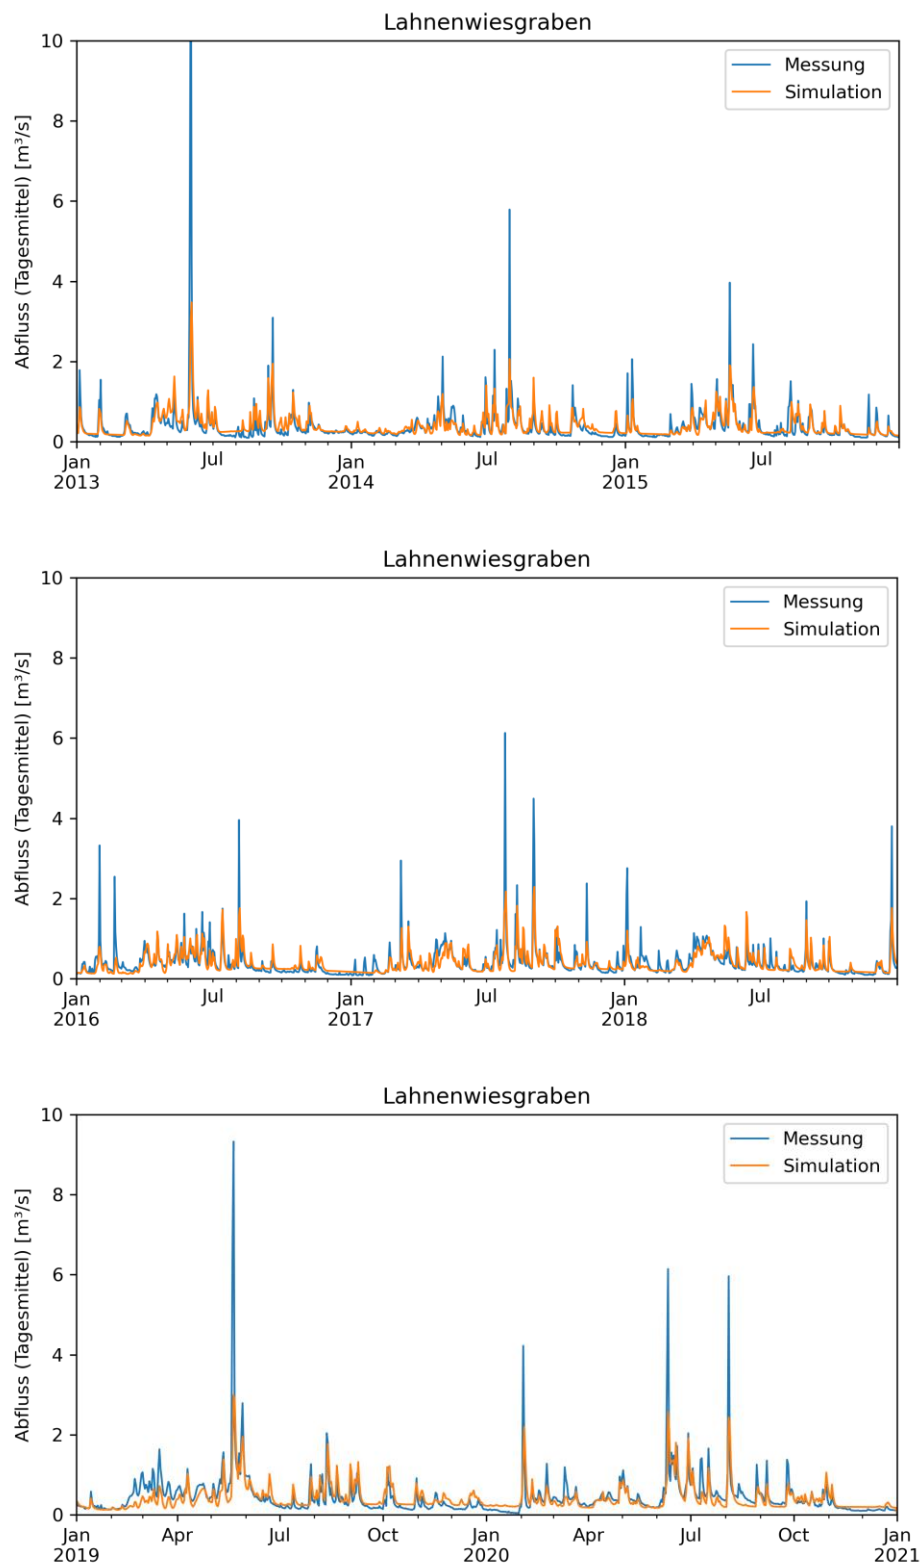 Lahnenwiesgraben
Abfluss (Tagesmittel) [m³/s]
10
8
6
4
2
0
Messung
Simulation
Jan Jul Jan Jul Jan Jul
2013 2014 2015
Lahnenwiesgraben
Abfluss (Tagesmittel) [m³/s]
10
8
6
4
2
0
Messung
Simulation
Jan Jul Jan Jul Jan Jul
2016 2017 2018
Lahnenwiesgraben
Abfluss (Tagesmittel) [m³/s]
10
8
6
4
2
0
Messung
Simulation
Jan Apr Jul Oct Jan Apr Jul Oct Jan
2019 2020 2021